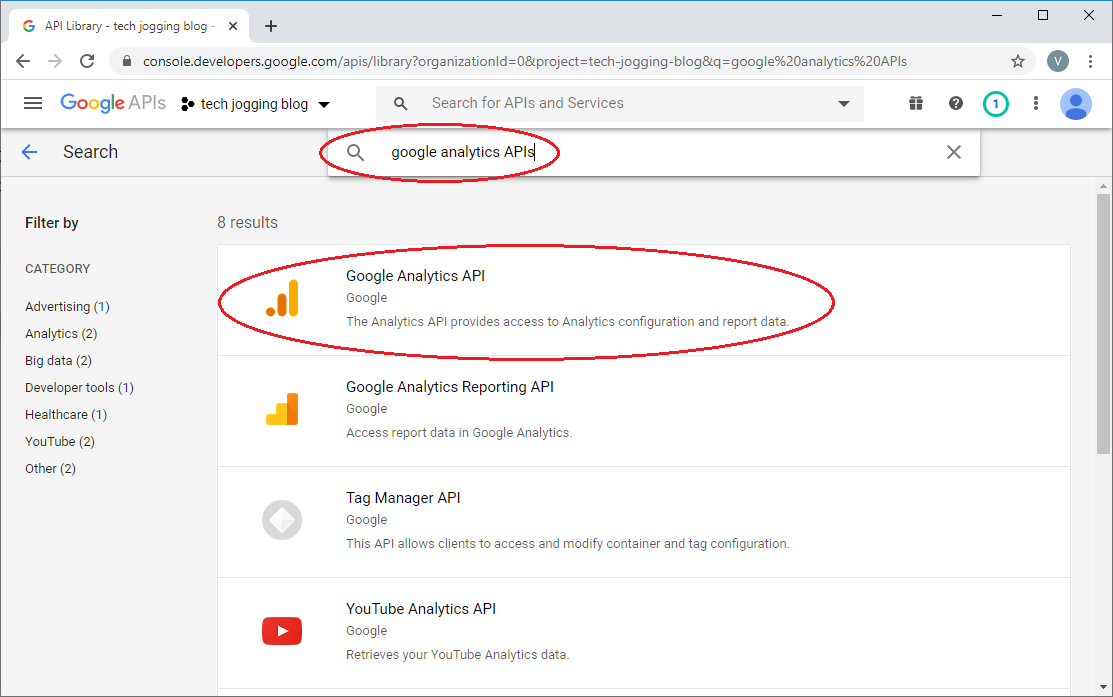 API Library - tech jogging blog -
console.developers.google.com/apis/library?organizationId=0&project=tech-jogging-blog&q=google%20analytics%20APIs
V
Google APIs
tech jogging blog
Search for APIs and Services
1
Search
google analytics APIs
Filter by
8 results
CATEGORY
Advertising (1)
Analytics (2)
Big data (2)
Developer tools (1)
Healthcare (1)
YouTube (2)
Other (2)
Google Analytics API
Google
The Analytics API provides access to Analytics configuration and report data.
Google Analytics Reporting API
Google
Access report data in Google Analytics.
Tag Manager API
Google
This API allows clients to access and modify container and tag configuration.
YouTube Analytics API
Google
Retrieves your YouTube Analytics data.